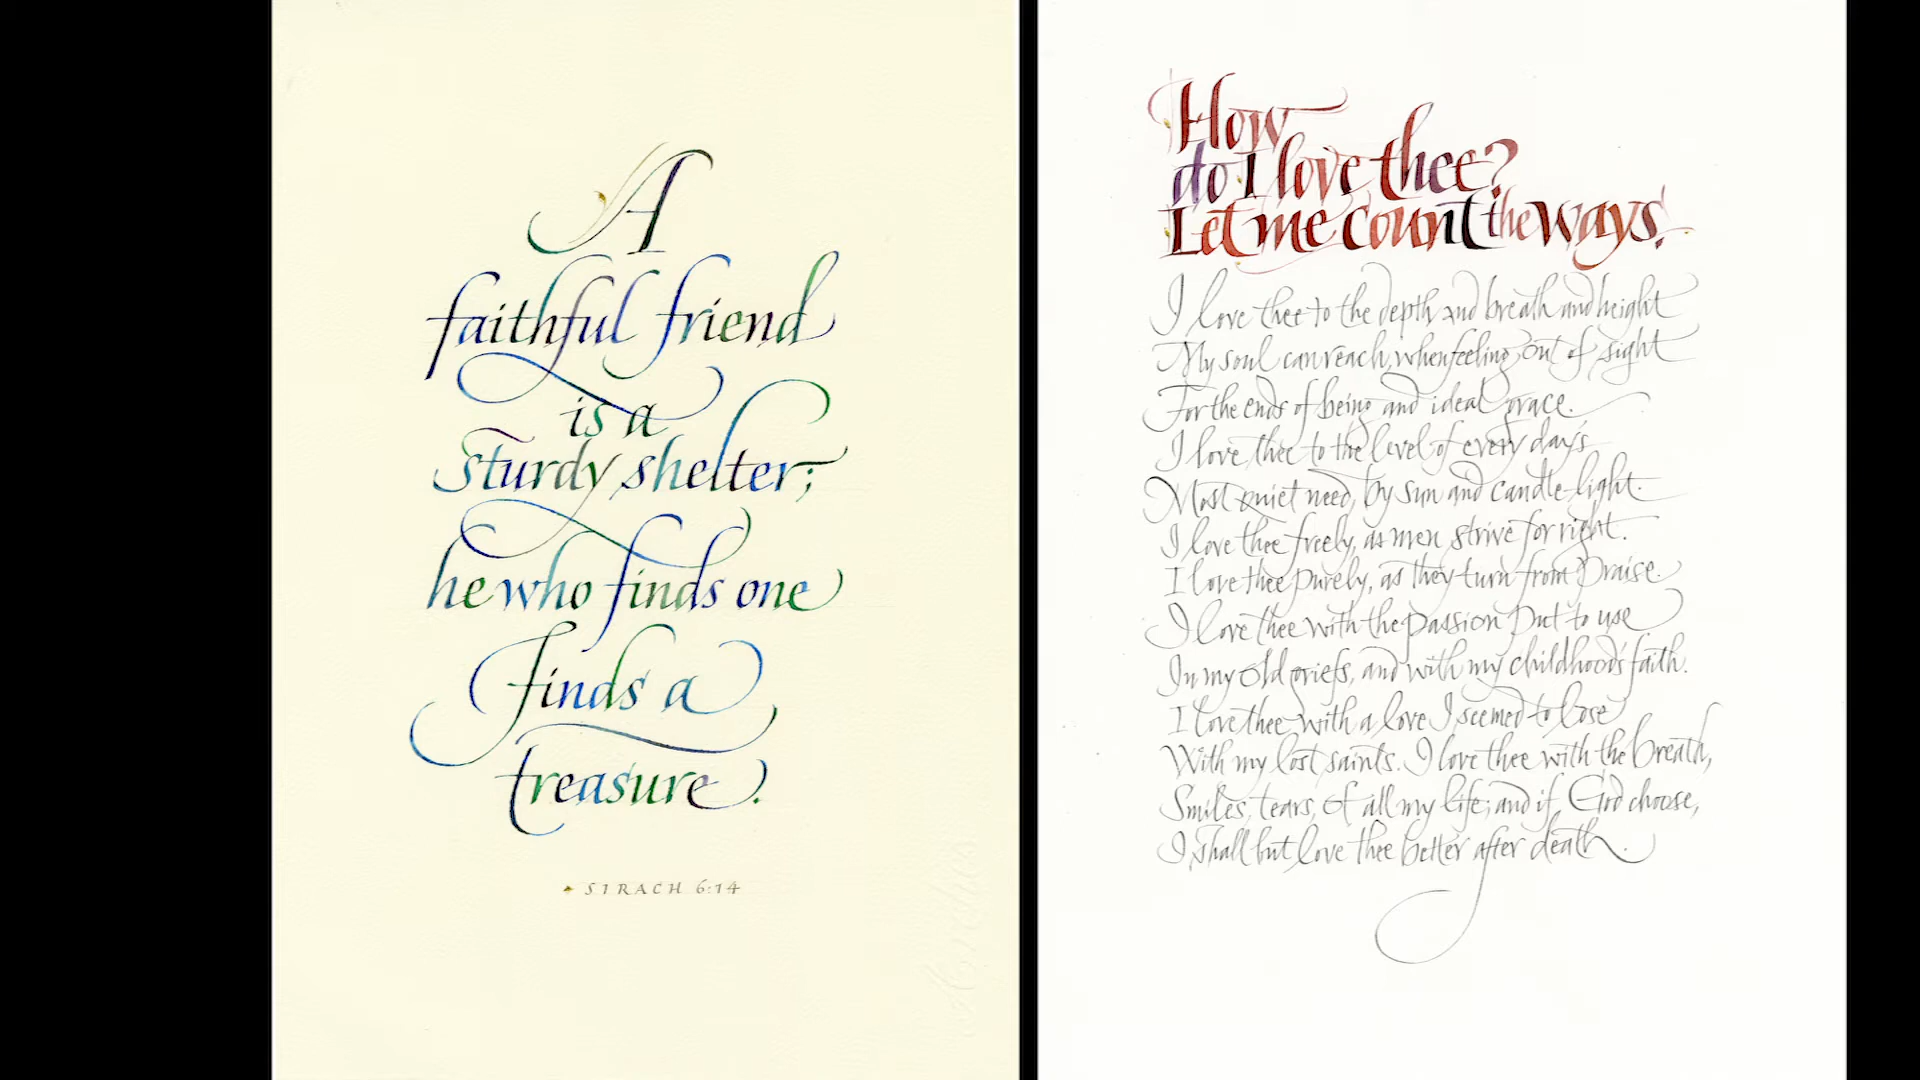 A
faithful friend
is a
sturdy shelter;
he who finds one
finds a
treasure.
SIRACH 6:14
How
do I love thee?
Let me count the ways.
I love thee to the depth and breath and height
My soul can reach, when feeling out of sight
For the ends of being and ideal grace.
I love thee to the level of every day's
Most quiet need, by sun and candle-light.
I love thee freely, as men strive for right.
I love thee purely, as they turn from Praise.
I love thee with the passion put to use
In my old griefs, and with my childhood's faith.
I love thee with a love I seemed to lose
With my lost saints. I love thee with the breath,
Smiles, tears, of all my life; and if God choose,
I shall but love thee better after death.